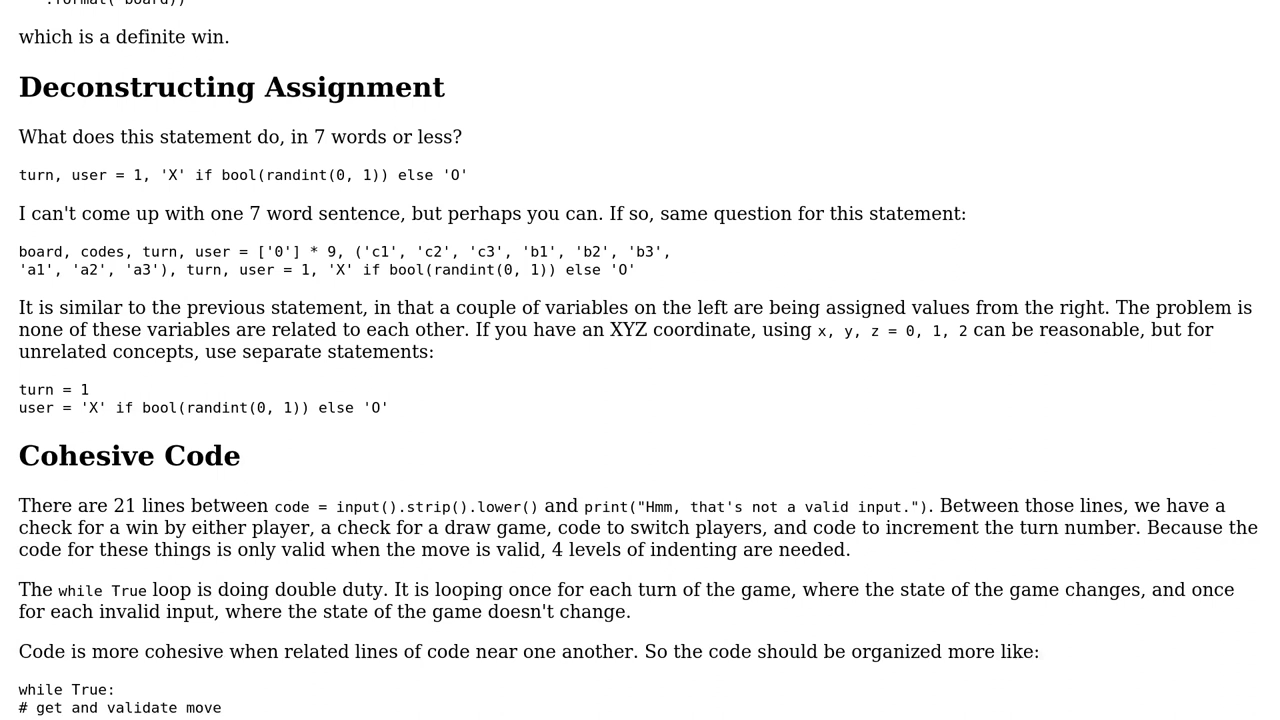 .format(*board))
which is a definite win.
Deconstructing Assignment
What does this statement do, in 7 words or less?
turn, user = 1, 'X' if bool(randint(0, 1)) else 'O'
I can't come up with one 7 word sentence, but perhaps you can. If so, same question for this statement:
board, codes, turn, user = ['0'] * 9, ('c1', 'c2', 'c3', 'b1', 'b2', 'b3',
'a1', 'a2', 'a3'), turn, user = 1, 'X' if bool(randint(0, 1)) else 'O'
It is similar to the previous statement, in that a couple of variables on the left are being assigned values from the right. The problem is
none of these variables are related to each other. If you have an XYZ coordinate, using x, y, z = 0, 1, 2 can be reasonable, but for
unrelated concepts, use separate statements:
turn = 1
user = 'X' if bool(randint(0, 1)) else 'O'
Cohesive Code
There are 21 lines between code = input().strip().lower() and print("Hmm, that's not a valid input."). Between those lines, we have a
check for a win by either player, a check for a draw game, code to switch players, and code to increment the turn number. Because the
code for these things is only valid when the move is valid, 4 levels of indenting are needed.
The while True loop is doing double duty. It is looping once for each turn of the game, where the state of the game changes, and once
for each invalid input, where the state of the game doesn't change.
Code is more cohesive when related lines of code near one another. So the code should be organized more like:
while True:
# get and validate move